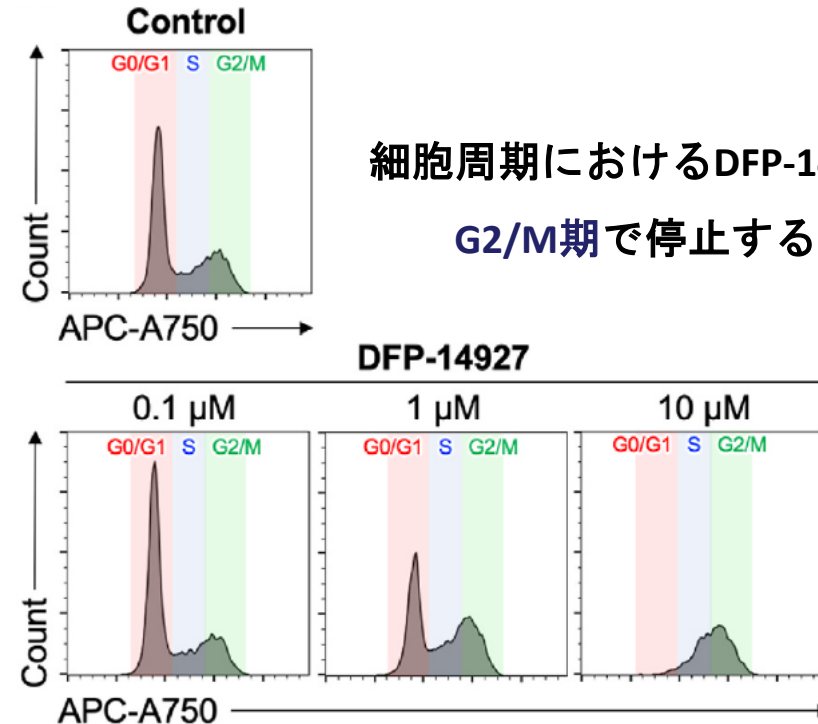 Control
G0/G1 S G2/M
Count
APC-A750
細胞周期におけるDFP-1
G2/M期で停止する
DFP-14927
0.1 µM
1 µM
10 µM
G0/G1 S G2/M
G0/G1 S G2/M
G0/G1 S G2/M
Count
APC-A750